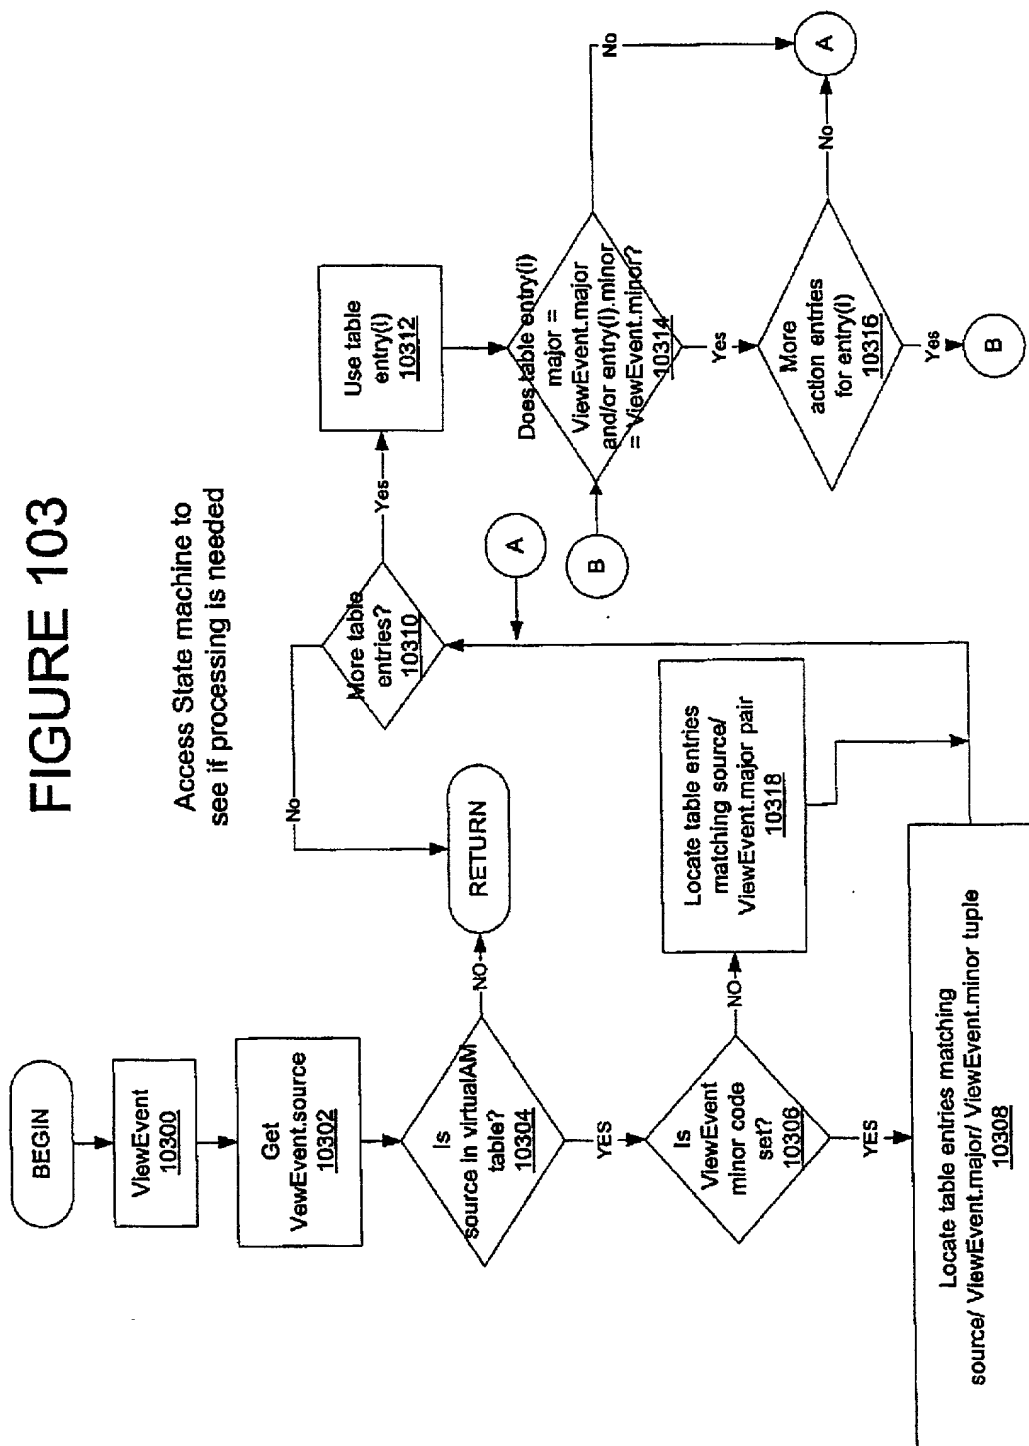 FIGURE 103
Access State machine to
see if processing is needed
BEGIN
ViewEvent
10300
Get
VewEvent.source
10302
Is
source in virtualAM
table?
10304
NO
RETURN
YES
Is
ViewEvent
minor code
set?
10306
NO
Locate table entries
matching source/
ViewEvent.major pair
10318
YES
Locate table entries matching
source/ ViewEvent.major/ ViewEvent.minor tuple
10308
A
More table
entries?
10310
No
Yes
Use table
entry(i)
10312
B
Does table entry(i)
major =
ViewEvent.major
and/or entry(i).minor
= ViewEvent.minor?
10314
No
Yes
More
action entries
for entry(i)
10316
No
A
Yes
B